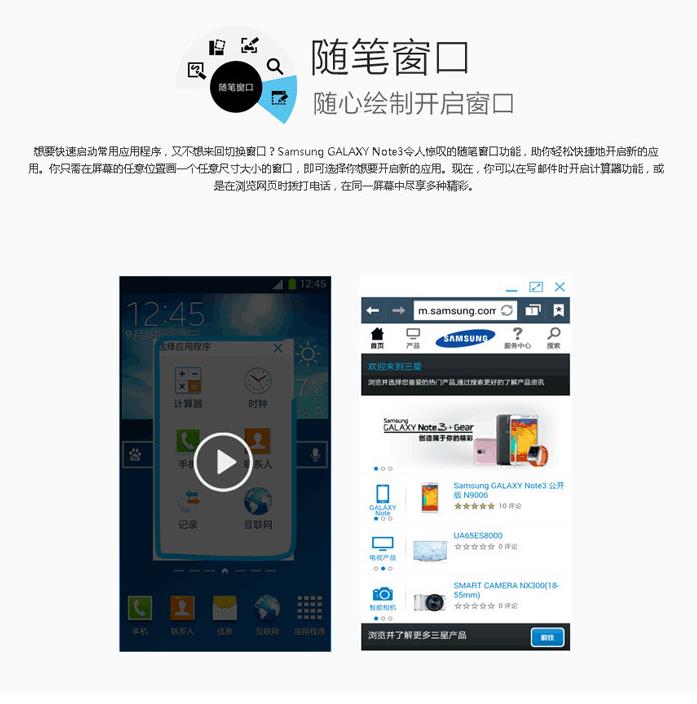 随笔窗口
随笔窗口
随心绘制开启窗口
想要快速启动常用应用程序，又不想来回切换窗口？Samsung GALAXY Note3令人惊叹的随笔窗口功能，助你轻松快捷地开启新的应
用。你只需在屏幕的任意位置画一个任意尺寸大小的窗口，即可选择你想要开启新的应用。现在，你可以在写邮件时开启计算器功能，或
是在浏览网页时拨打电话，在同一屏幕中尽享多种精彩。
12:45
12:45
选择应用程序
计算器
时钟
7°c
手机
联系人
记录
互联网
手机
联系人
信息
互联网
应用程序
m.samsung.com
1
首页
产品
SAMSUNG
服务中心
搜索
欢迎来到三星
浏览并选择您喜爱的热门产品,通过搜索更好的了解产品资讯
Samsung
GALAXY Note 3 + Gear
创造属于你的精彩
GALAXY
Note
Samsung GALAXY Note3 公开
版 N9006
10 评论
电视产品
UA65ES8000
0 评论
智能相机
SMART CAMERA NX300(18-
55mm)
0 评论
浏览并了解更多三星产品
前往